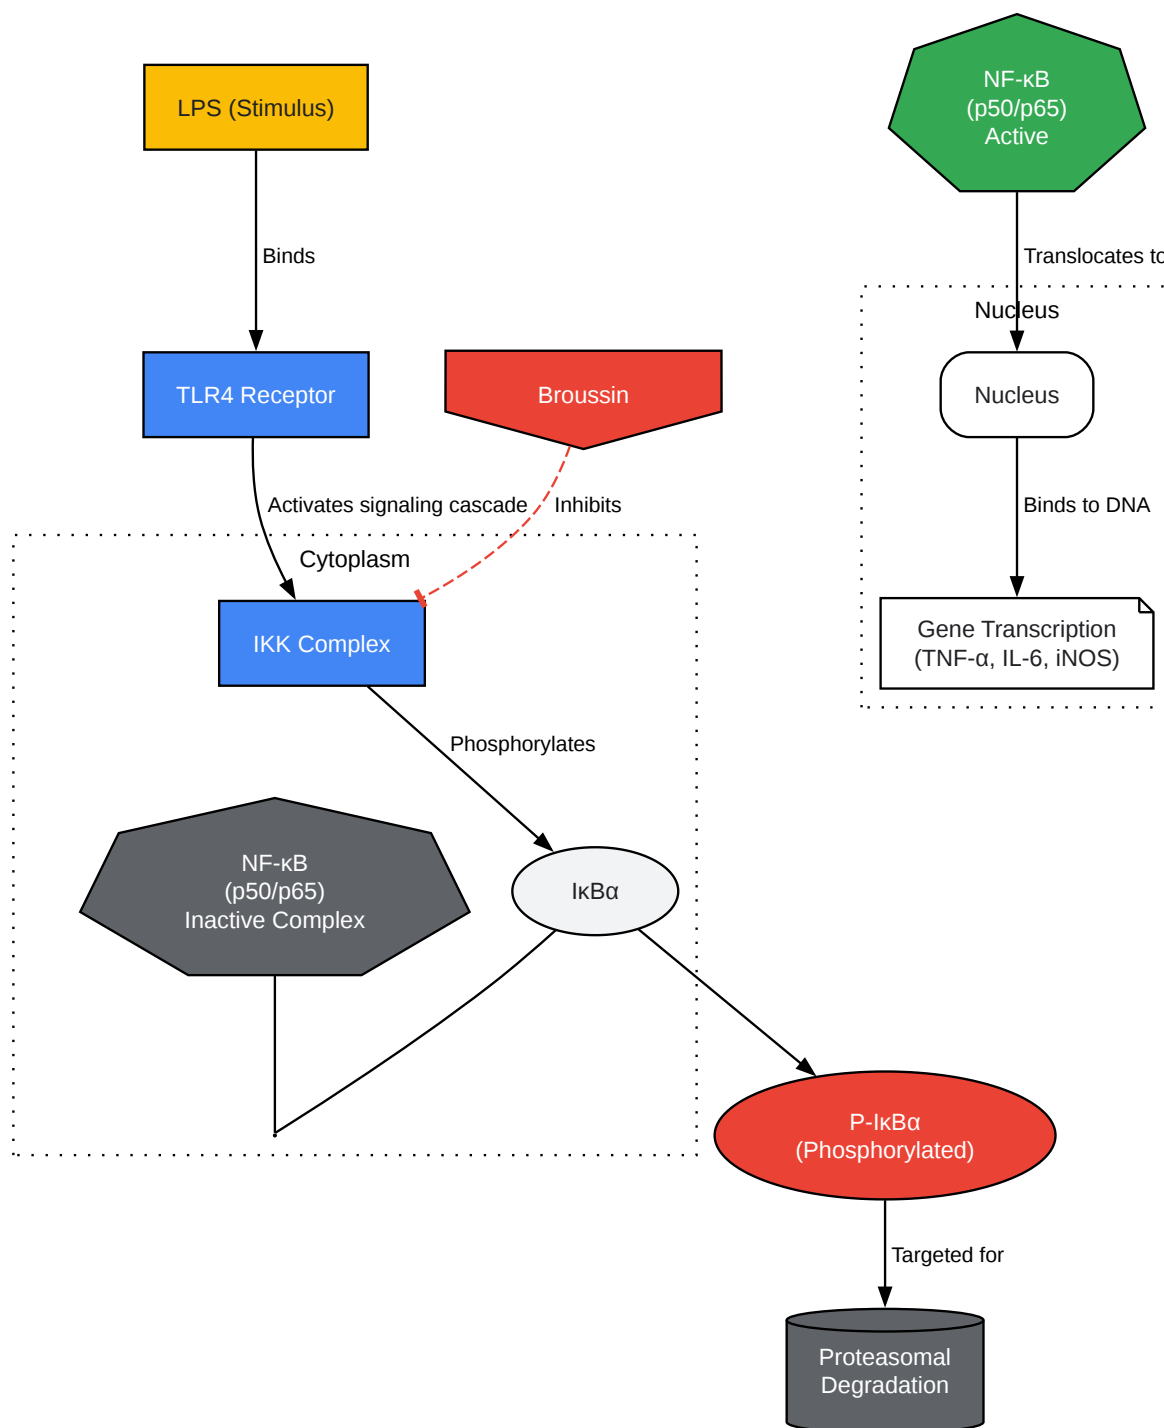 LPS (Stimulus)
Binds
TLR4 Receptor
Broussin
Activates signaling cascade
Inhibits
Cytoplasm
IKK Complex
Phosphorylates
NF-κB
(p50/p65)
Inactive Complex
IκBα
P-IκBα
(Phosphorylated)
Targeted for
Proteasomal
Degradation
NF-κB
(p50/p65)
Active
Translocates to
Nucleus
Nucleus
Binds to DNA
Gene Transcription
(TNF-α, IL-6, iNOS)